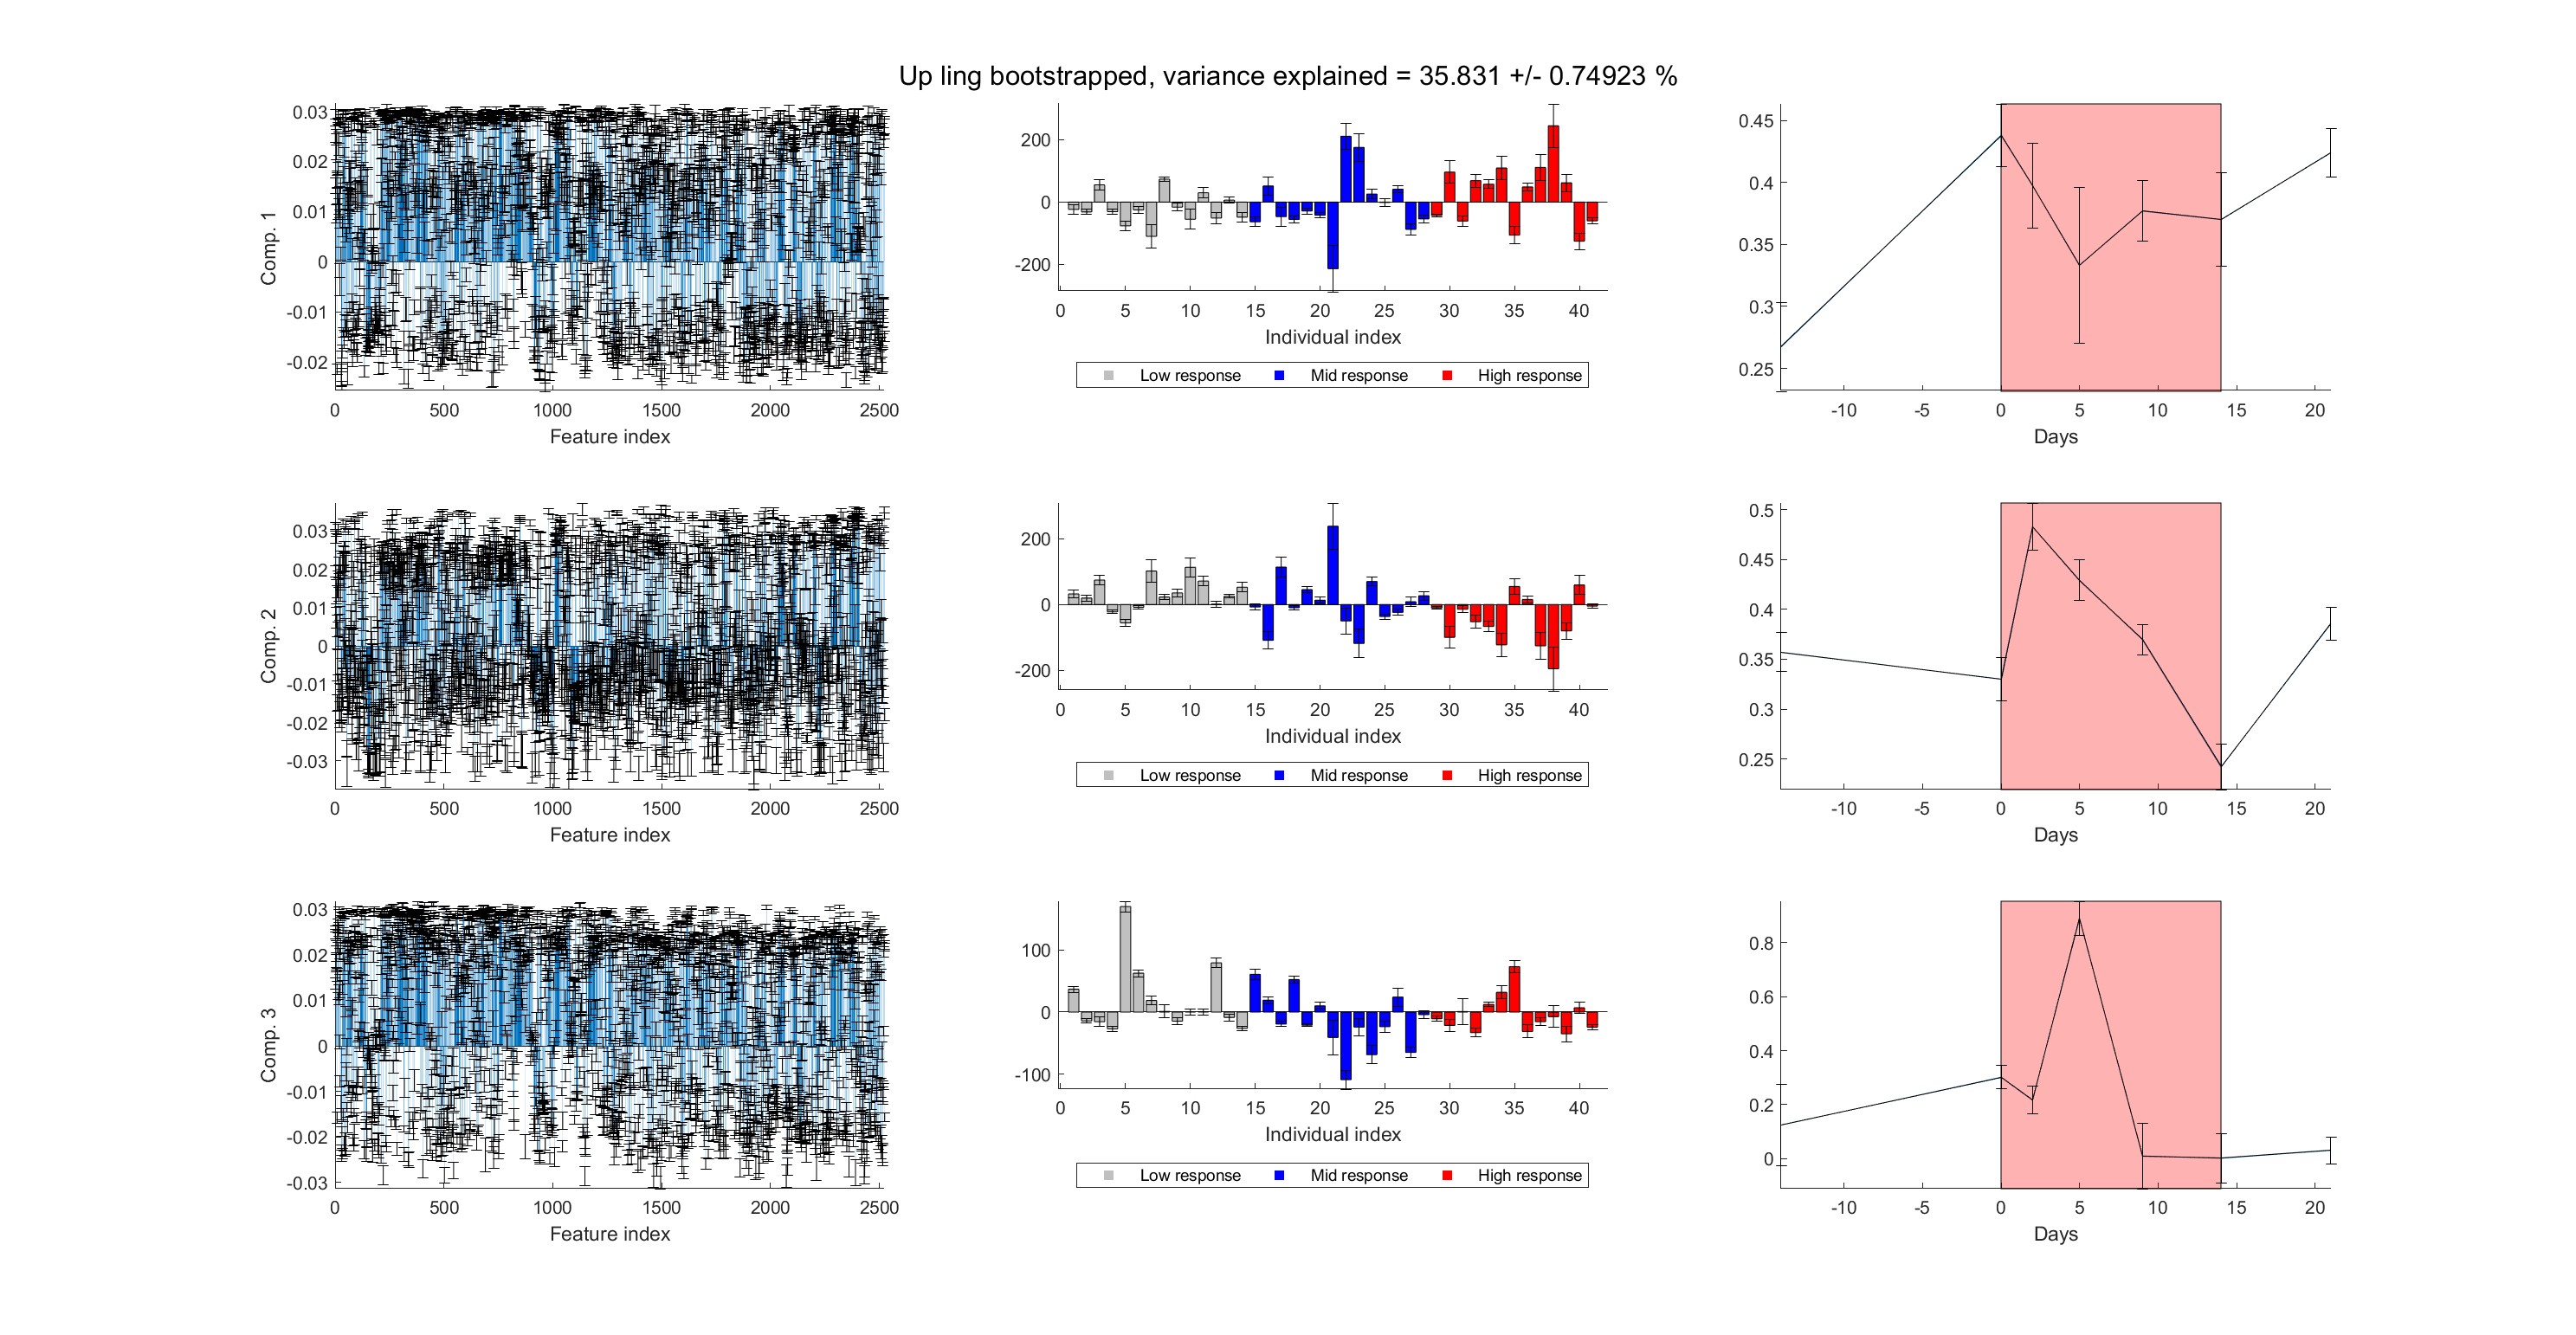 Up ling bootstrapped, variance explained = 35.831 +/- 0.74923 %
Comp. 1
0.03
0.02
0.01
0
-0.01
-0.02
0 500 1000 1500 2000 2500
Feature index
200
0
-200
0 5 10 15 20 25 30 35 40
Individual index
Low response Mid response High response
0.45
0.4
0.35
0.3
0.25
-10 -5 0 5 10 15 20
Days
Comp. 2
0.03
0.02
0.01
0
-0.01
-0.02
-0.03
0 500 1000 1500 2000 2500
Feature index
200
0
-200
0 5 10 15 20 25 30 35 40
Individual index
Low response Mid response High response
0.5
0.45
0.4
0.35
0.3
0.25
-10 -5 0 5 10 15 20
Days
Comp. 3
0.03
0.02
0.01
0
-0.01
-0.02
-0.03
0 500 1000 1500 2000 2500
Feature index
100
0
-100
0 5 10 15 20 25 30 35 40
Individual index
Low response Mid response High response
0.8
0.6
0.4
0.2
0
-10 -5 0 5 10 15 20
Days